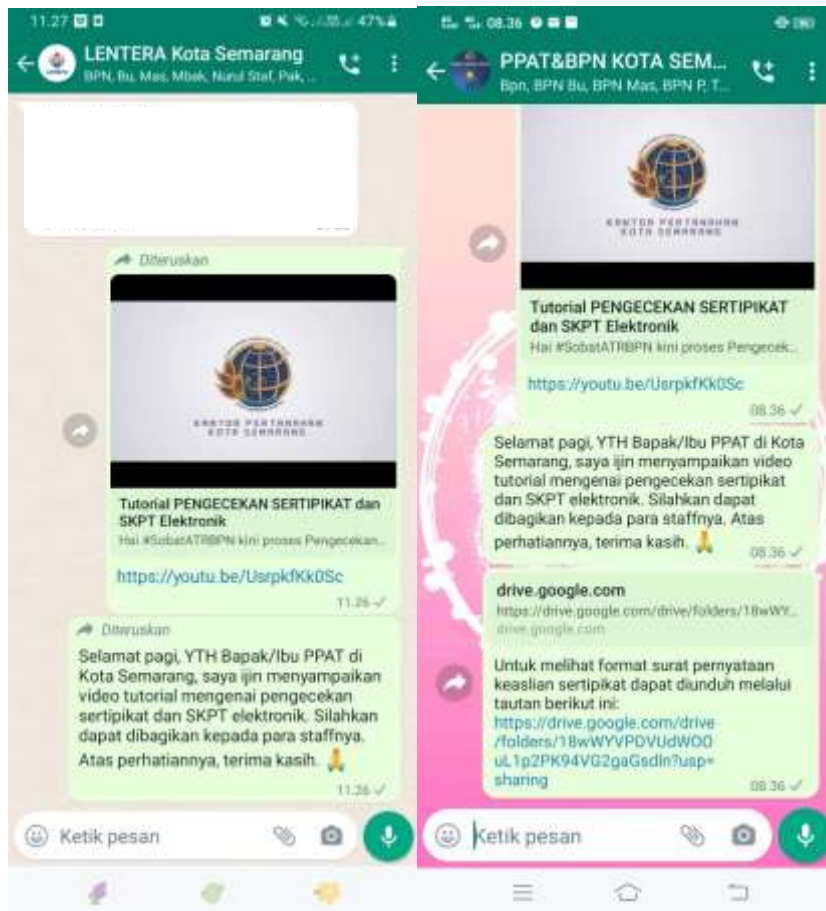 11.27
47%
LENTERA Kota Semarang
BPN, Bu, Mas, Mbak, Nurul Staf, Pak, ...
Diteruskan
KANTOR PERTANAHAN
KOTA SEMARANG
Tutorial PENGECEKAN SERTIPIKAT dan
SKPT Elektronik
Hai #SobatATRBPN kini proses Pengecekan...
https://youtu.be/UsrpkfKk0Sc
11.26
Diteruskan
Selamat pagi, YTH Bapak/Ibu PPAT di
Kota Semarang, saya ijin menyampaikan
video tutorial mengenai pengecekan
sertipikat dan SKPT elektronik. Silahkan
dapat dibagikan kepada para staffnya.
Atas perhatiannya, terima kasih. 🙏
11.26
Ketik pesan
08.36
PPAT&BPN KOTA SEM...
Bpn, BPN Bu, BPN Mas, BPN P, T...
KANTOR PERTANAHAN
KOTA SEMARANG
Tutorial PENGECEKAN SERTIPIKAT
dan SKPT Elektronik
Hai #SobatATRBPN kini proses Pengecek...
https://youtu.be/UsrpkfKk0Sc
08.36
Selamat pagi, YTH Bapak/Ibu PPAT di Kota
Semarang, saya ijin menyampaikan video
tutorial mengenai pengecekan sertipikat
dan SKPT elektronik. Silahkan dapat
dibagikan kepada para staffnya. Atas
perhatiannya, terima kasih. 🙏
08.36
drive.google.com
https://drive.google.com/drive/folders/18wWY...
drive.google.com
Untuk melihat format surat pernyataan
keaslian sertipikat dapat diunduh melalui
tautan berikut ini:
https://drive.google.com/drive
/folders/18wWYVPDVUdWO0
uL1p2PK94VG2gaGsdln?usp=
sharing
08.36
Ketik pesan